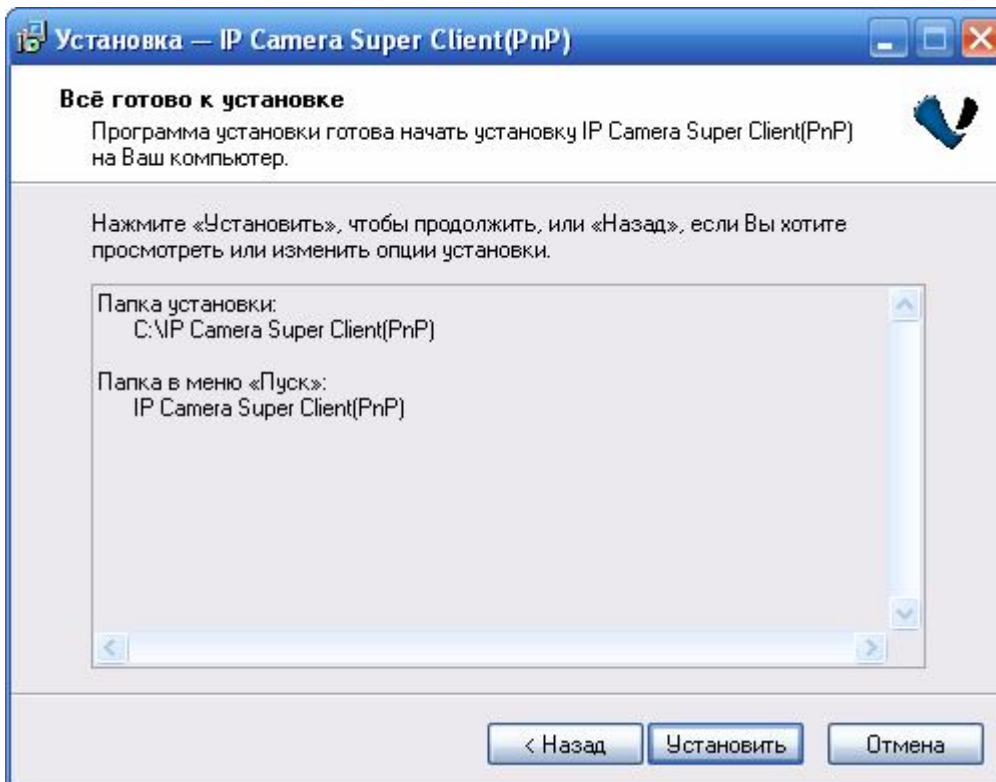 Установка — IP Camera Super Client(PnP)
Всё готово к установке
Программа установки готова начать установку IP Camera Super Client(PnP)
на Ваш компьютер.
Нажмите «Установить», чтобы продолжить, или «Назад», если Вы хотите
просмотреть или изменить опции установки.
Папка установки:
C:\IP Camera Super Client(PnP)
Папка в меню «Пуск»:
IP Camera Super Client(PnP)
< Назад
Установить
Отмена